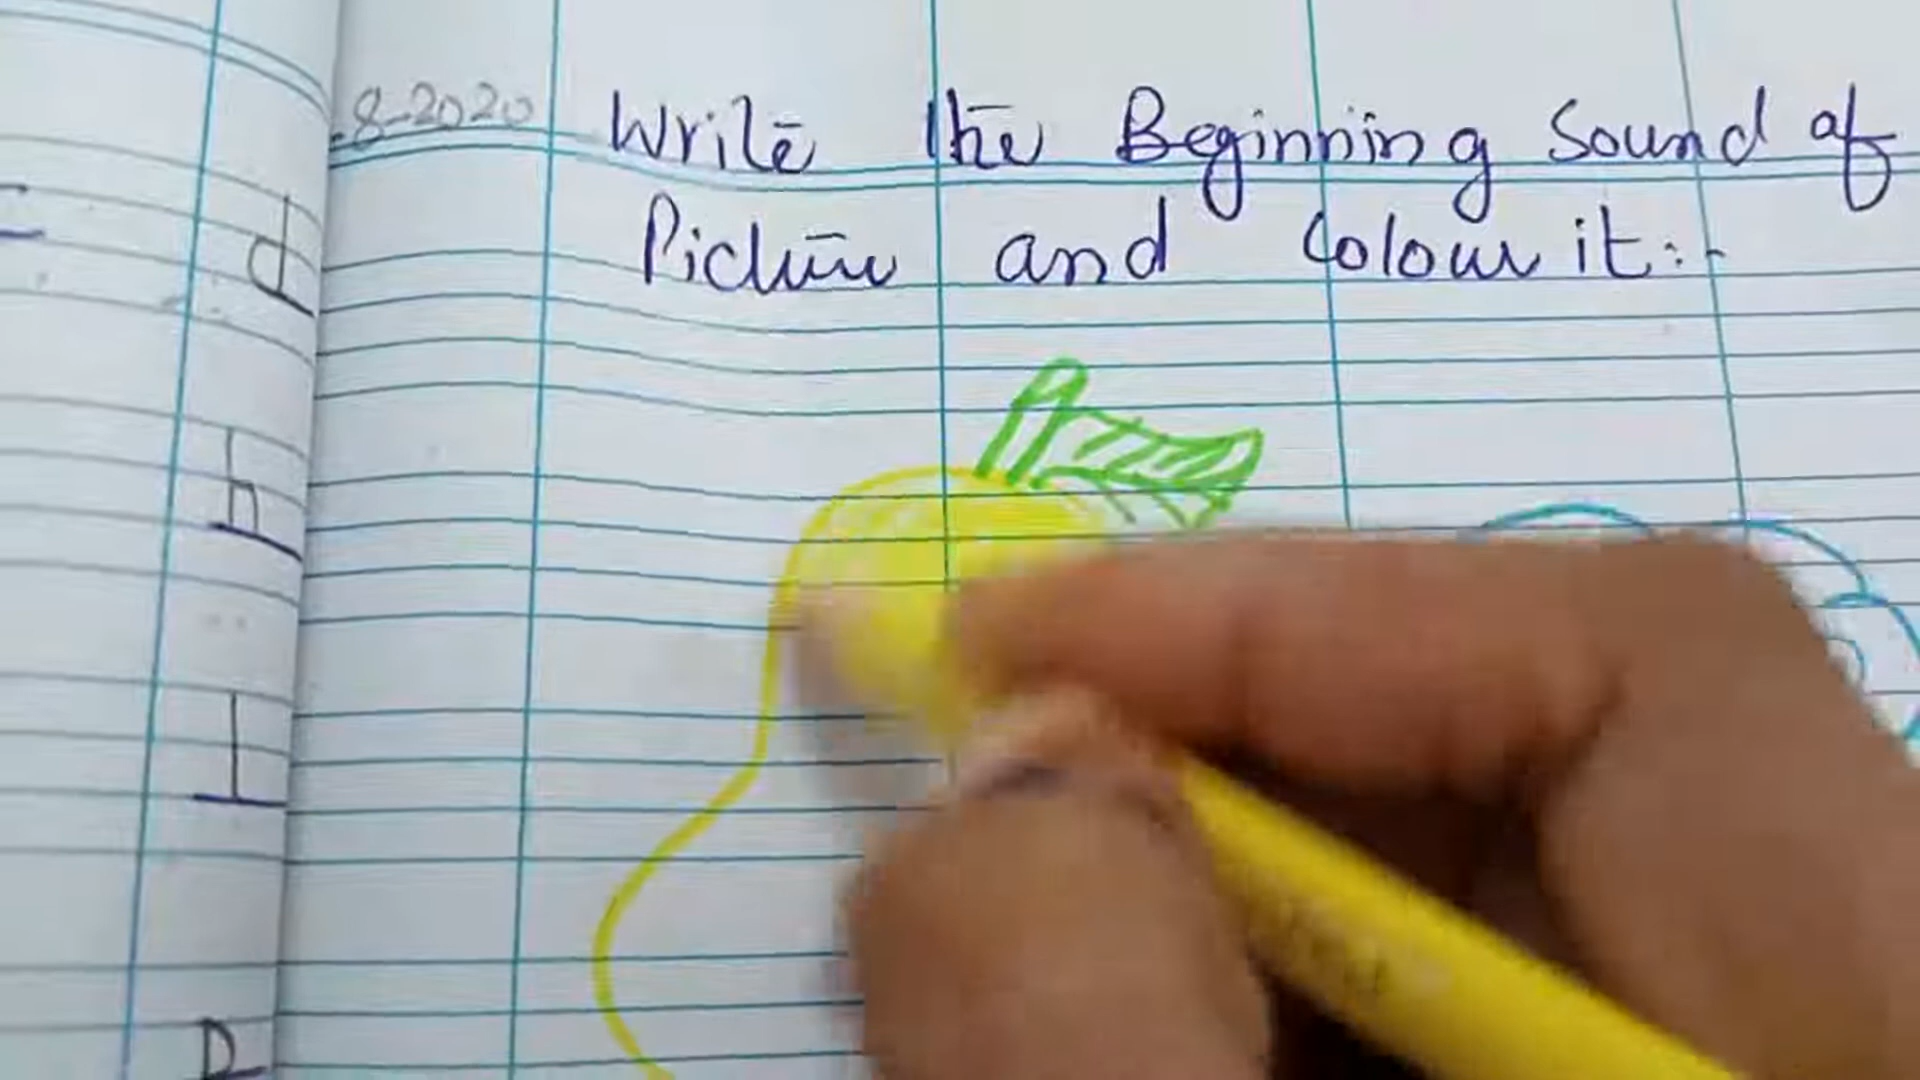 -8-2020 Write the Beginning Sound of
Picture and Colour it:-
d
h
I